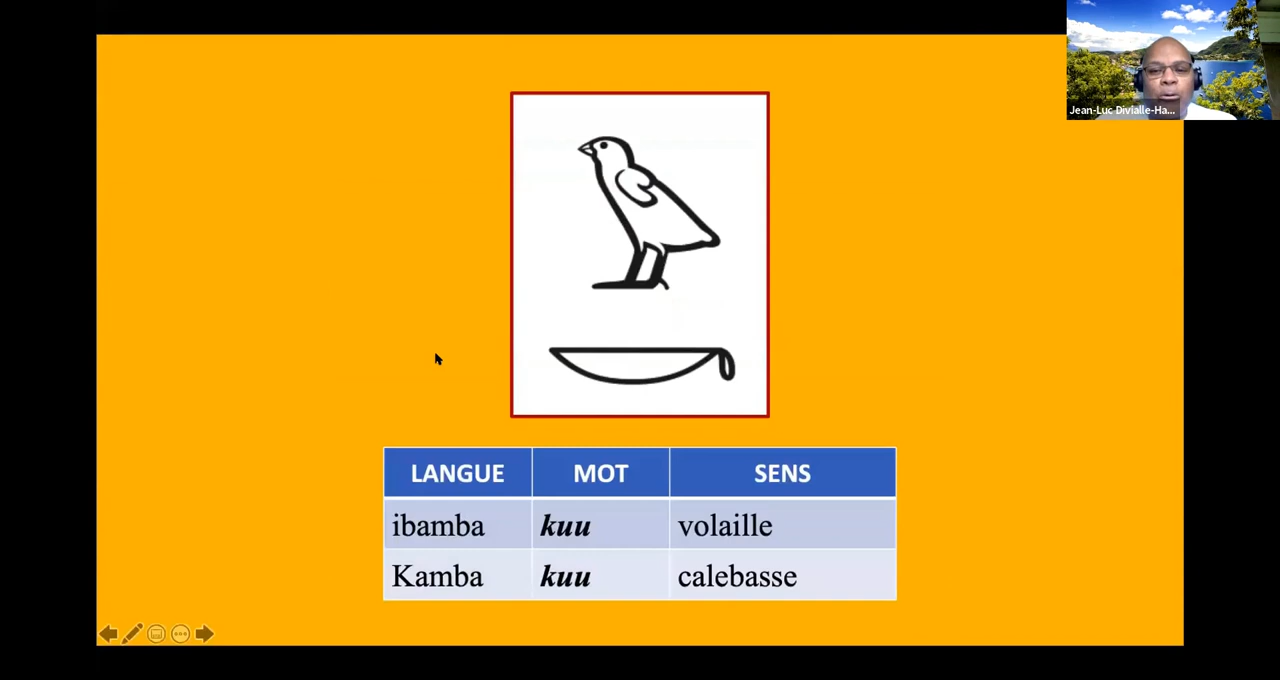 Jean-Luc Divialle-Ha...
LANGUE MOT SENS
ibamba kuu volaille
Kamba kuu calebasse